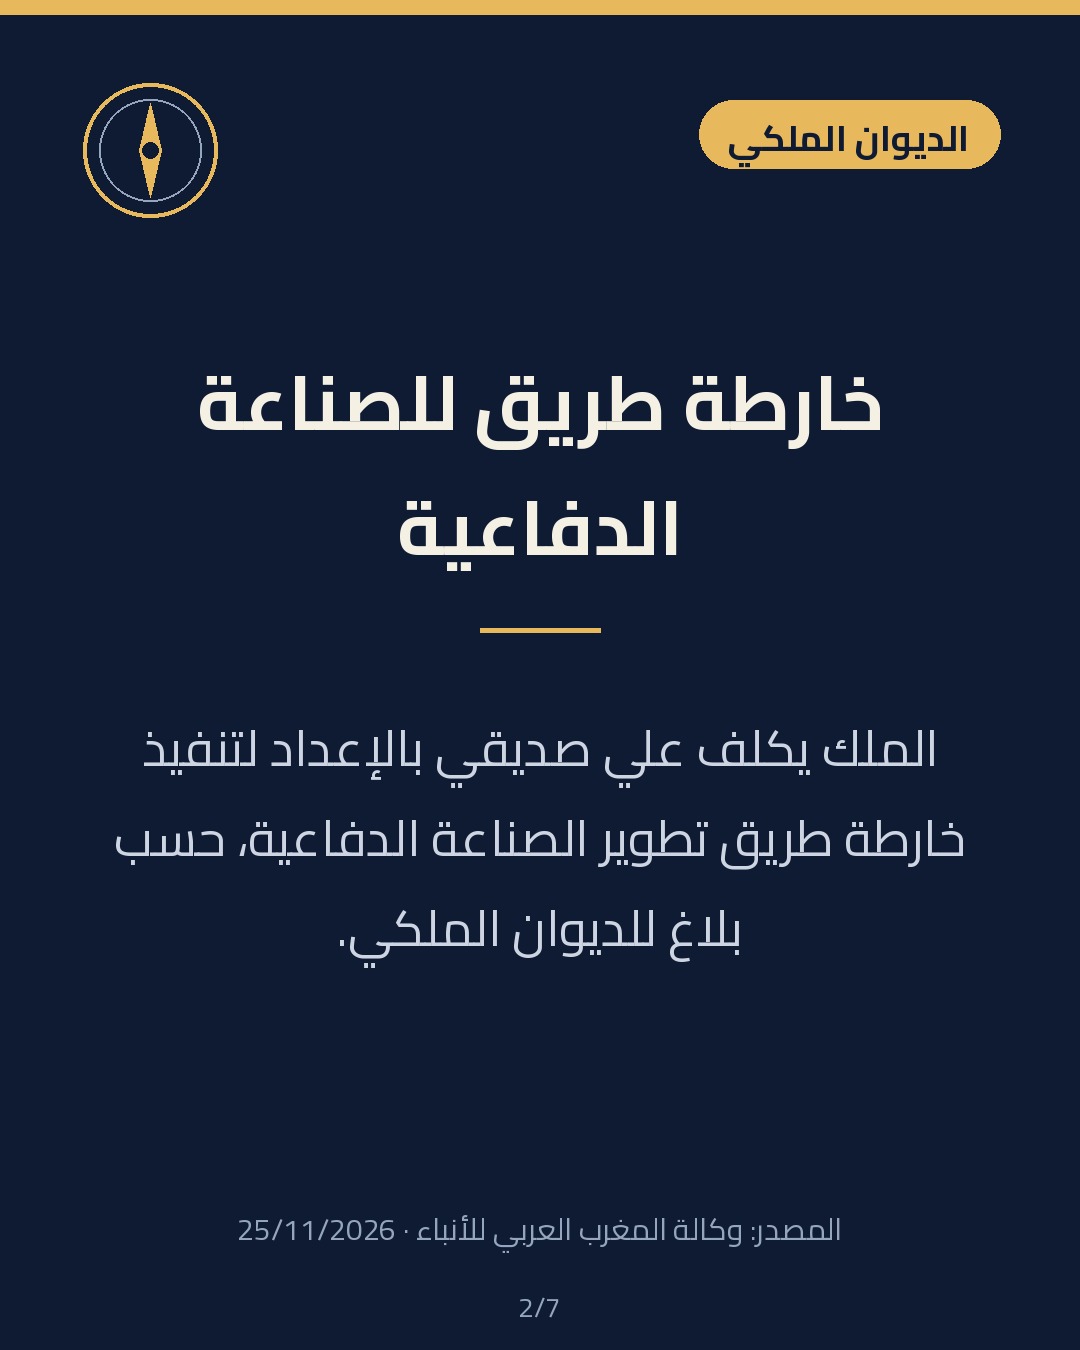 الديوان الملكي
خارطة طريق للصناعة
الدفاعية
الملك يكلف علي صديقي بالإعداد لتنفيذ
خارطة طريق تطوير الصناعة الدفاعية، حسب
بلاغ للديوان الملكي.
المصدر: وكالة المغرب العربي للأنباء · 25/11/2026
2/7